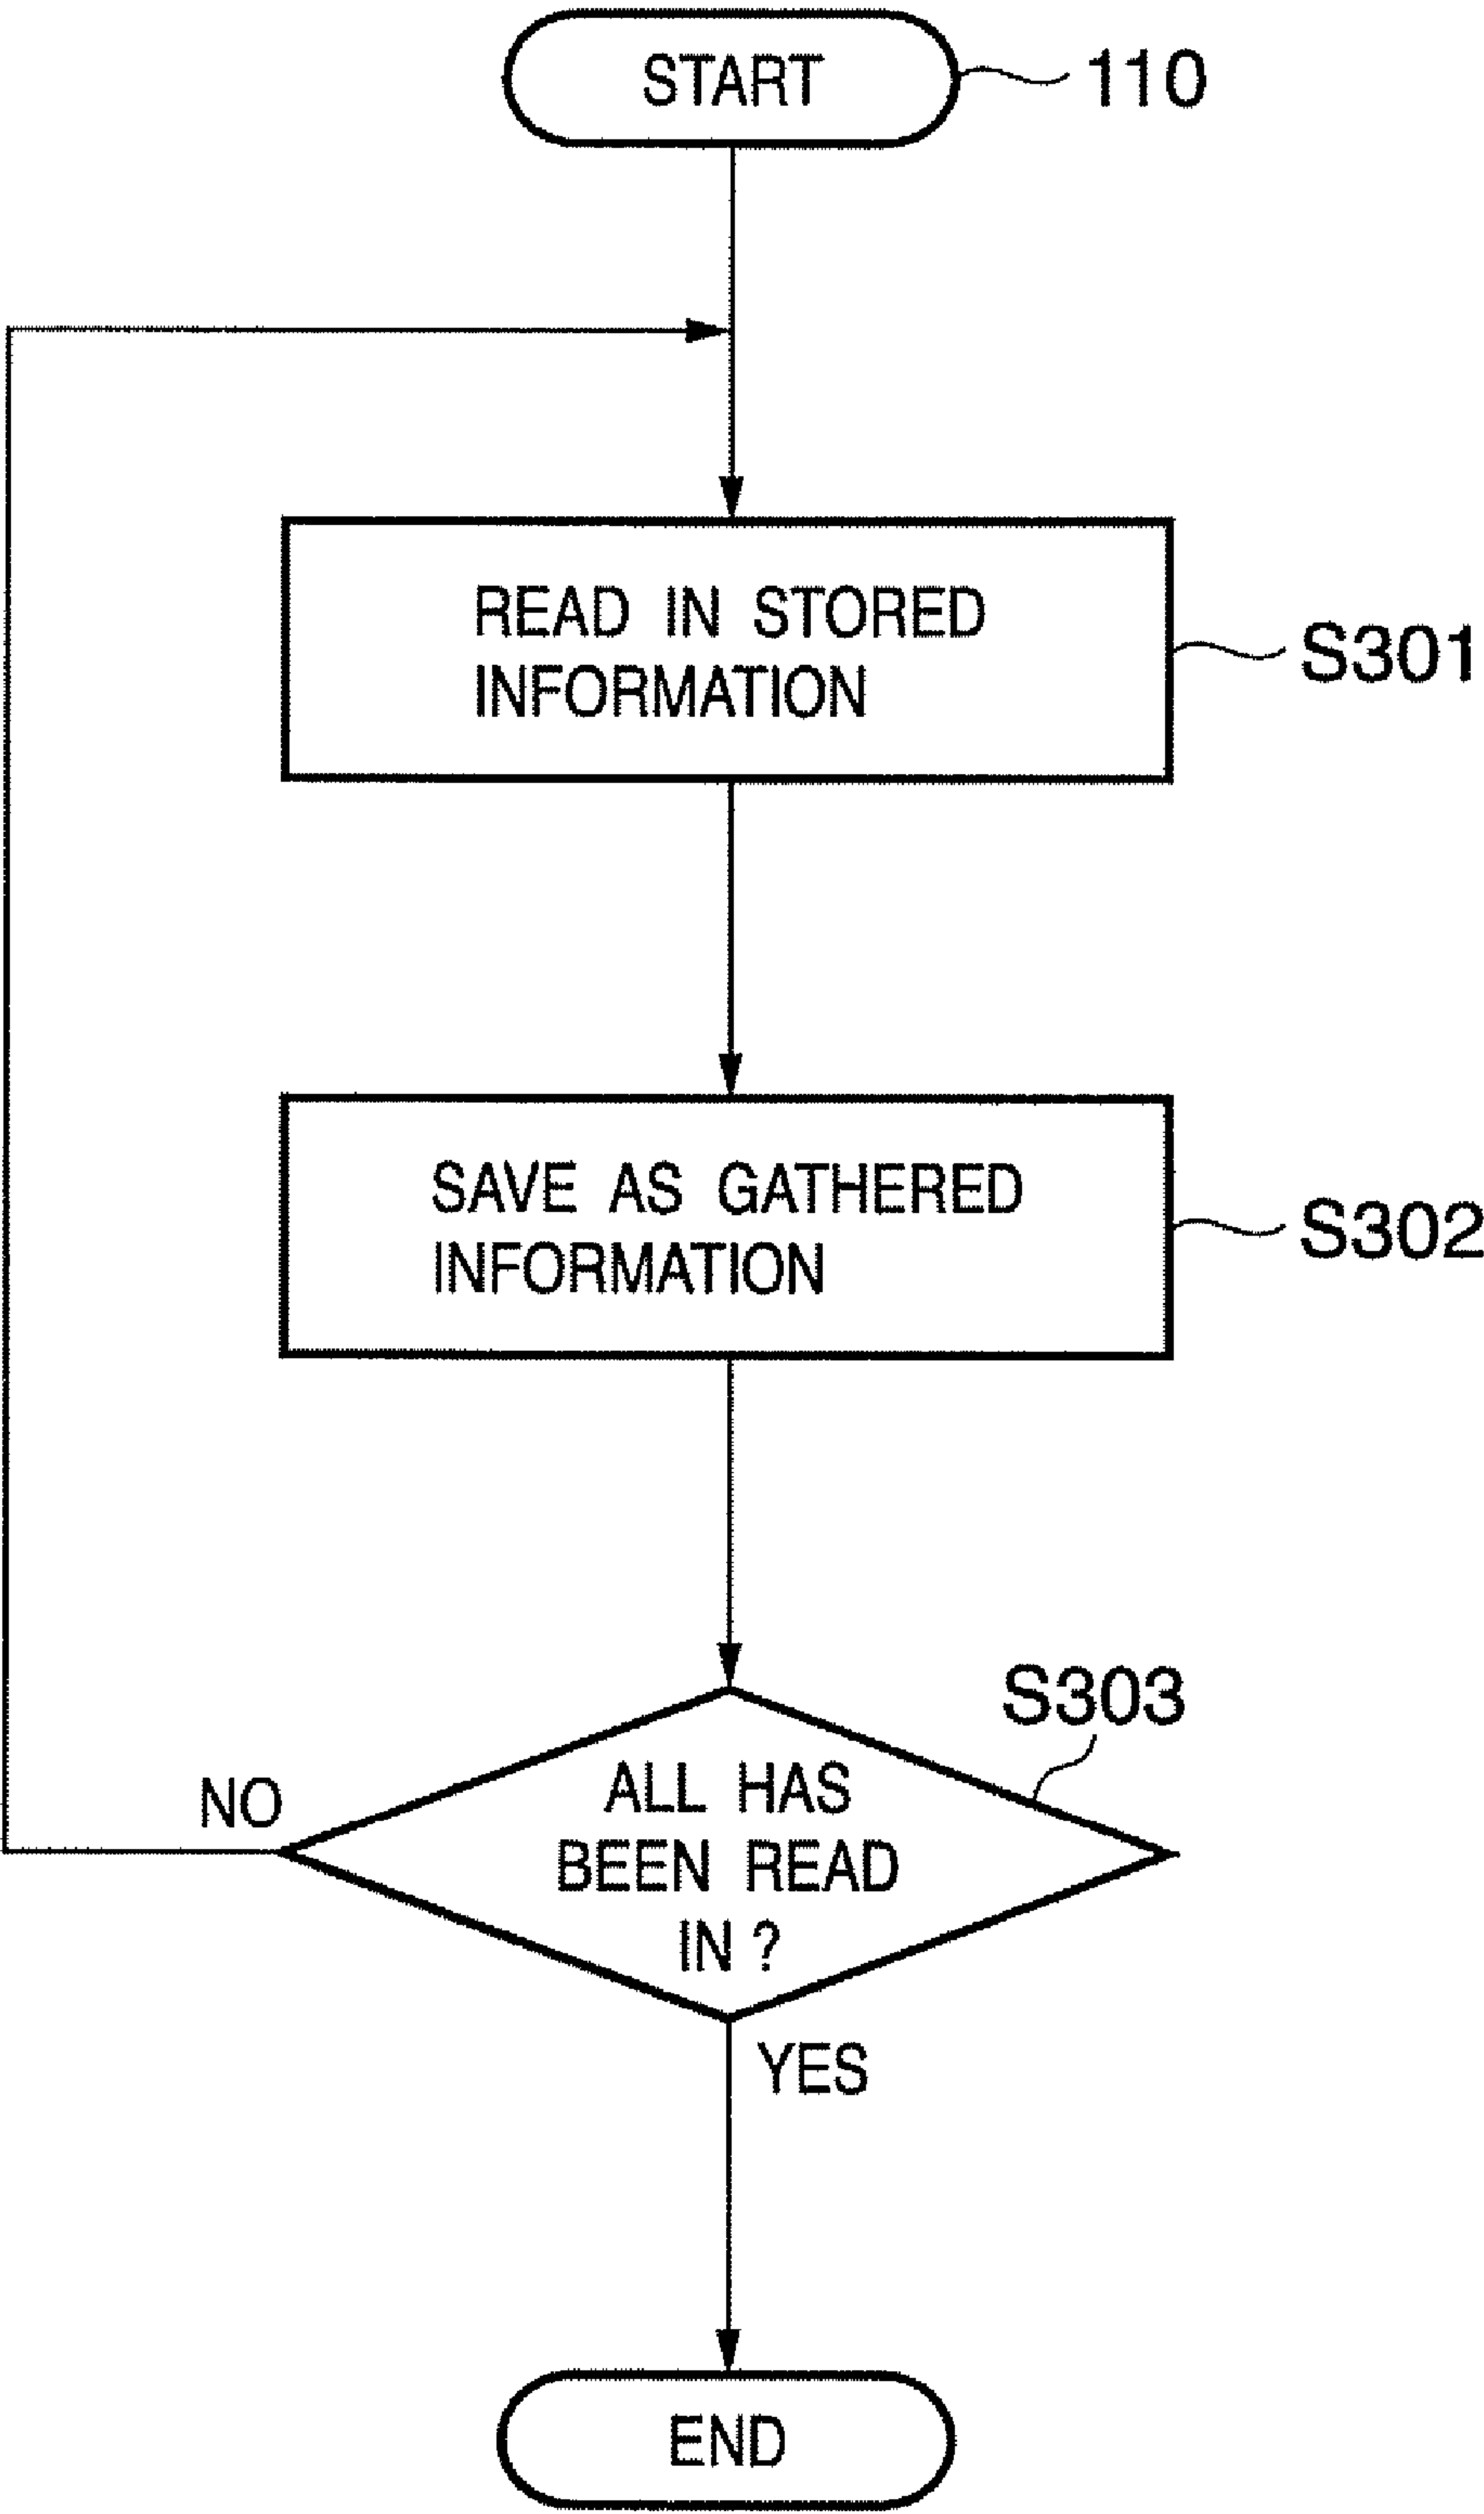 START
110
READ IN STORED
INFORMATION
S301
SAVE AS GATHERED
INFORMATION
S302
S303
NO
ALL HAS
BEEN READ
IN ?
YES
END